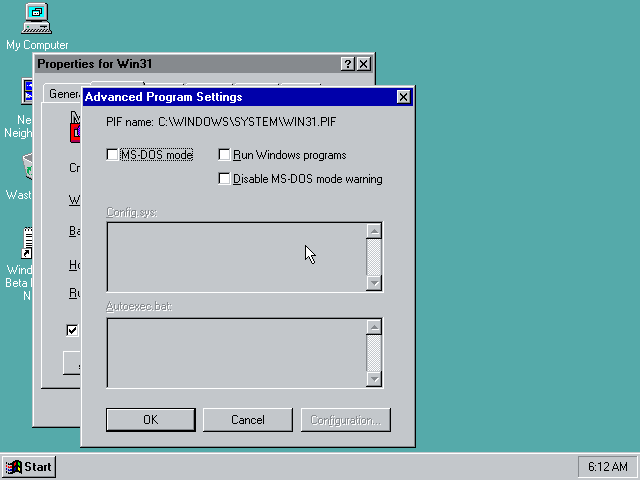 My Computer
Properties for Win31
Gener
Advanced Program Settings
PIF name: C:\WINDOWS\SYSTEM\WIN31.PIF
MS-DOS mode
Run Windows programs
Disable MS-DOS mode warning
Config.sys:
Autoexec.bat:
OK
Cancel
Configuration...
Ne
Neighb
Wast
Wind
Beta
N
Cr
W
Ba
Ho
Ru
Start
6:12 AM